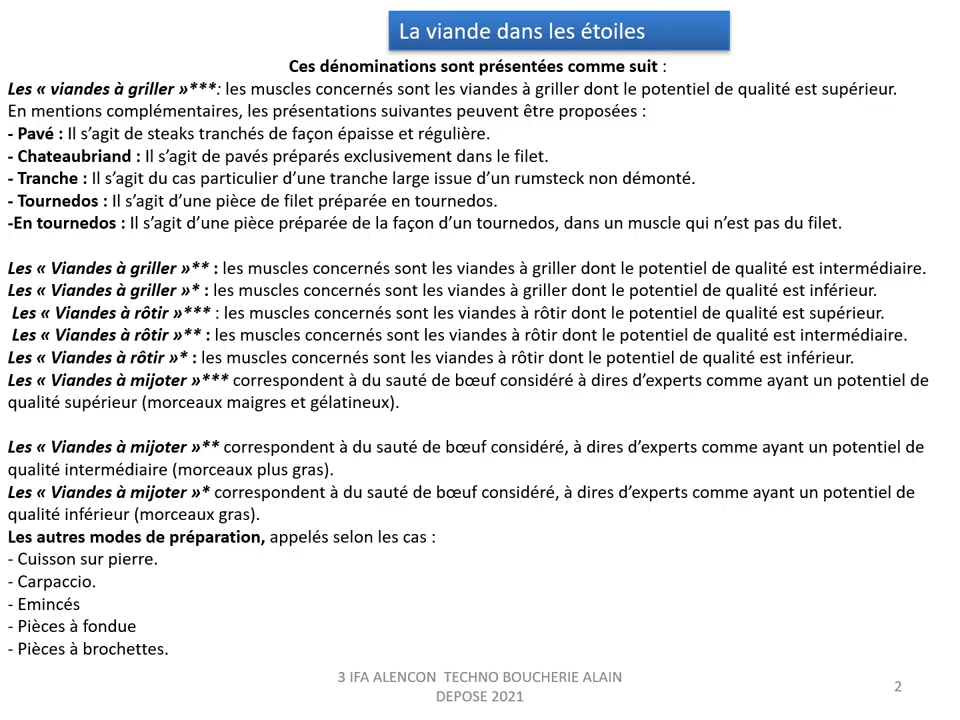 La viande dans les étoiles
Ces dénominations sont présentées comme suit :
Les « viandes à griller »***: les muscles concernés sont les viandes à griller dont le potentiel de qualité est supérieur.
En mentions complémentaires, les présentations suivantes peuvent être proposées :
- Pavé : Il s’agit de steaks tranchés de façon épaisse et régulière.
- Chateaubriand : Il s’agit de pavés préparés exclusivement dans le filet.
- Tranche : Il s’agit du cas particulier d’une tranche large issue d’un rumsteck non démonté.
- Tournedos : Il s’agit d’une pièce de filet préparée en tournedos.
-En tournedos : Il s’agit d’une pièce préparée de la façon d’un tournedos, dans un muscle qui n’est pas du filet.
Les « Viandes à griller »** : les muscles concernés sont les viandes à griller dont le potentiel de qualité est intermédiaire.
Les « Viandes à griller »* : les muscles concernés sont les viandes à griller dont le potentiel de qualité est inférieur.
Les « Viandes à rôtir »*** : les muscles concernés sont les viandes à rôtir dont le potentiel de qualité est supérieur.
Les « Viandes à rôtir »** : les muscles concernés sont les viandes à rôtir dont le potentiel de qualité est intermédiaire.
Les « Viandes à rôtir »* : les muscles concernés sont les viandes à rôtir dont le potentiel de qualité est inférieur.
Les « Viandes à mijoter »*** correspondent à du sauté de bœuf considéré à dires d’experts comme ayant un potentiel de
qualité supérieur (morceaux maigres et gélatineux).
Les « Viandes à mijoter »** correspondent à du sauté de bœuf considéré, à dires d’experts comme ayant un potentiel de
qualité intermédiaire (morceaux plus gras).
Les « Viandes à mijoter »* correspondent à du sauté de bœuf considéré, à dires d’experts comme ayant un potentiel de
qualité inférieur (morceaux gras).
Les autres modes de préparation, appelés selon les cas :
- Cuisson sur pierre.
- Carpaccio.
- Emincés
- Pièces à fondue
- Pièces à brochettes.
3 IFA ALENCON  TECHNO BOUCHERIE ALAIN
DEPOSE 2021
2